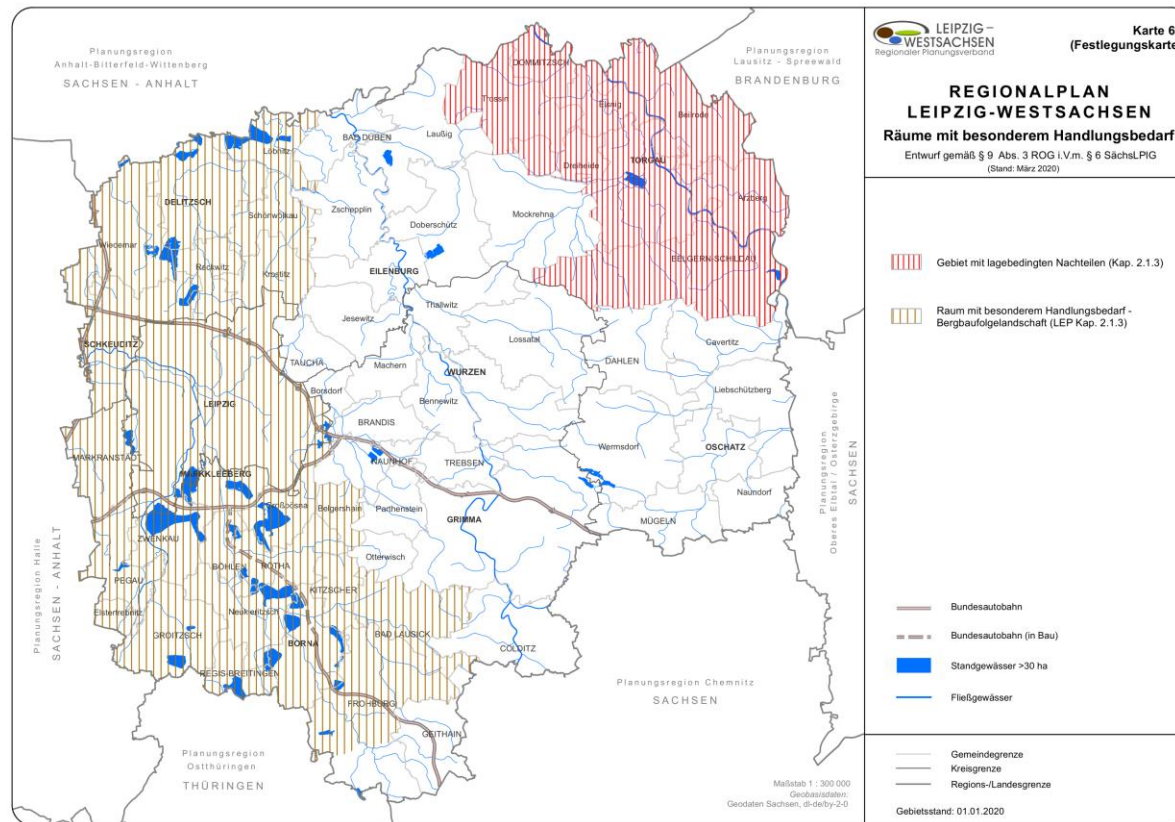 Planungsregion
Anhalt-Bitterfeld-Wittenberg
SACHSEN - ANHALT
Planungsregion
Lausitz - Spreewald
BRANDENBURG
LEIPZIG –
WESTSACHSEN
Regionaler Planungsverband
Karte 6
(Festlegungskarte
REGIONALPLAN
LEIPZIG-WESTSACHSEN
Räume mit besonderem Handlungsbedarf
Entwurf gemäß § 9 Abs. 3 ROG i.V.m. § 6 SächsLPlG
(Stand: März 2020)
Gebiet mit lagebedingten Nachteilen (Kap. 2.1.3)
Raum mit besonderem Handlungsbedarf -
Bergbaufolgelandschaft (LEP Kap. 2.1.3)
Bundesautobahn
Bundesautobahn (in Bau)
Standgewässer >30 ha
Fließgewässer
Gemeindegrenze
Kreisgrenze
Regions-/Landesgrenze
Gebietsstand: 01.01.2020
DOMMITZSCH
Trossin
Elsnig
Beilrode
Laußig
BAD DÜBEN
Löbnitz
Dreiheide
TORGAU
DELITZSCH
Schönwölkau
Zschepplin
Doberschütz
Mockrehna
Arzberg
Wiedemar
Rackwitz
Krostitz
EILENBURG
BELGERN-SCHILDAU
Thallwitz
Jesewitz
Lossatal
Cavertitz
SCHKEUDITZ
TAUCHA
Machern
WURZEN
DAHLEN
Liebschützberg
LEIPZIG
Borsdorf
Bennewitz
BRANDIS
Wermsdorf
OSCHATZ
MARKRANSTÄDT
NAUNHOF
TREBSEN
Naundorf
MARKKLEEBERG
Großpösna
Belgershain
Parthenstein
GRIMMA
MÜGELN
ZWENKAU
Otterwisch
BÖHLEN
RÖTHA
PEGAU
KITZSCHER
Elstertrebnitz
Neukieritzsch
GROITZSCH
BORNA
BAD LAUSICK
COLDITZ
REGIS-BREITINGEN
FROHBURG
GEITHAIN
Planungsregion Halle
SACHSEN - ANHALT
Planungsregion
Oberes Elbtal / Osterzgebirge
SACHSEN
Planungsregion Chemnitz
SACHSEN
Planungsregion
Ostthüringen
THÜRINGEN
Maßstab 1 : 300 000
Geobasisdaten:
Geodaten Sachsen, dl-de/by-2-0